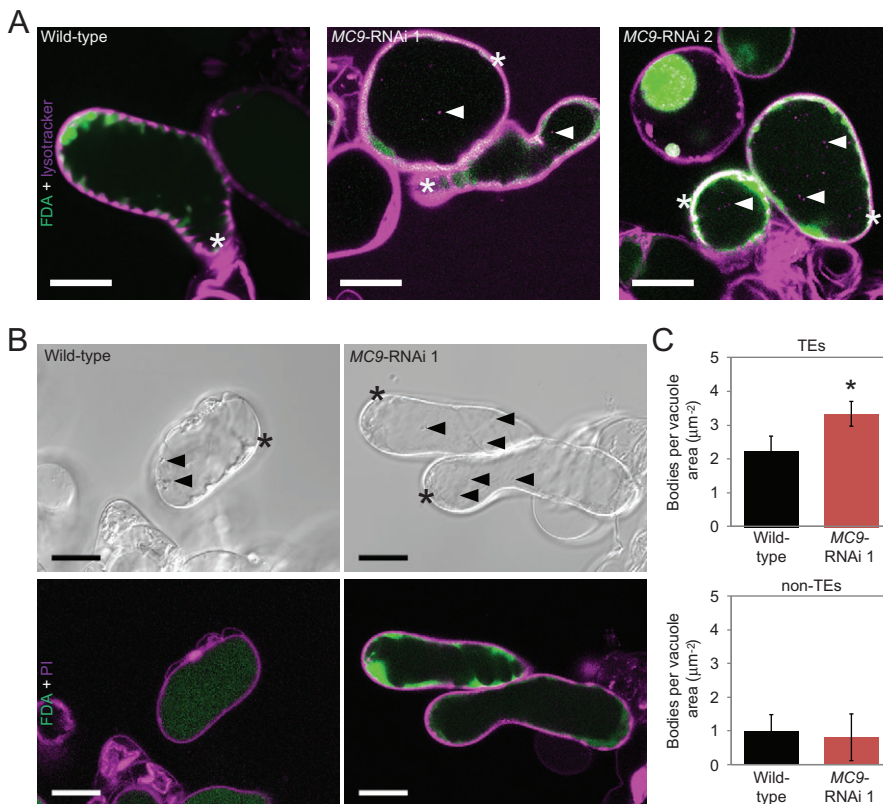 A
Wild-type
MC9-RNAi 1
MC9-RNAi 2
FDA + lysotracker
*
*
*
*
*
B
Wild-type
MC9-RNAi 1
*
*
*
FDA + PI
C
TEs
Bodies per vacuole
area (µm-2)
5
4
3
2
1
0
*
Wild-
type
MC9-
RNAi 1
non-TEs
Bodies per vacuole
area (µm-2)
5
4
3
2
1
0
Wild-
type
MC9-
RNAi 1